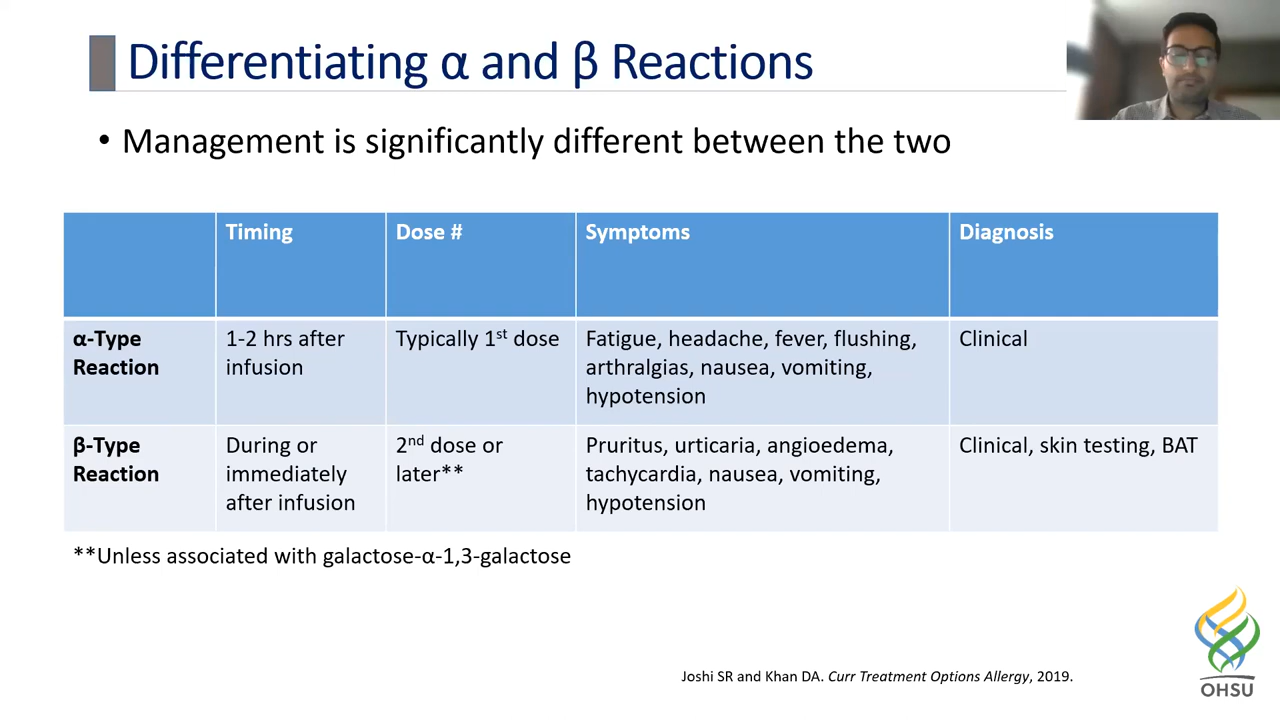 Differentiating α and β Reactions
• Management is significantly different between the two
Timing
Dose #
Symptoms
Diagnosis
α-Type
Reaction
1-2 hrs after
infusion
Typically 1st dose
Fatigue, headache, fever, flushing,
arthralgias, nausea, vomiting,
hypotension
Clinical
β-Type
Reaction
During or
immediately
after infusion
2nd dose or
later**
Pruritus, urticaria, angioedema,
tachycardia, nausea, vomiting,
hypotension
Clinical, skin testing, BAT
**Unless associated with galactose-α-1,3-galactose
Joshi SR and Khan DA. Curr Treatment Options Allergy, 2019.
OHSU